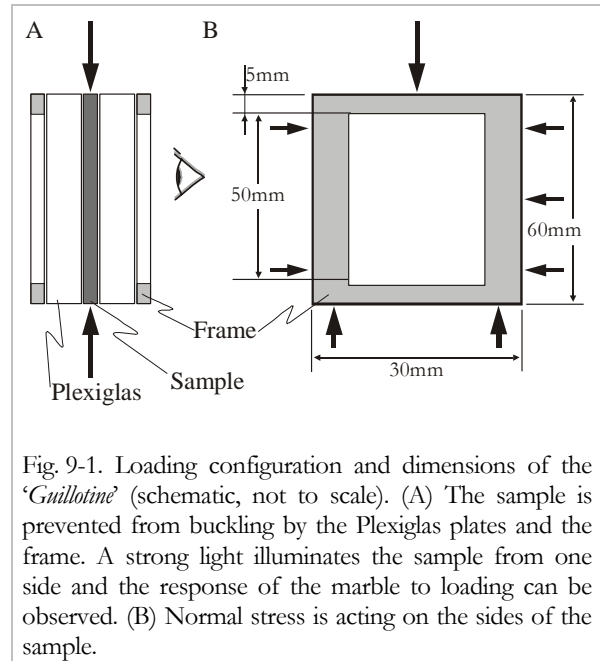 A
B
5mm
50mm
60mm
Frame
Sample
Plexiglas
30mm
Fig. 9-1. Loading configuration and dimensions of the
‘Guillotine’ (schematic, not to scale). (A) The sample is
prevented from buckling by the Plexiglas plates and the
frame. A strong light illuminates the sample from one
side and the response of the marble to loading can be
observed. (B) Normal stress is acting on the sides of the
sample.